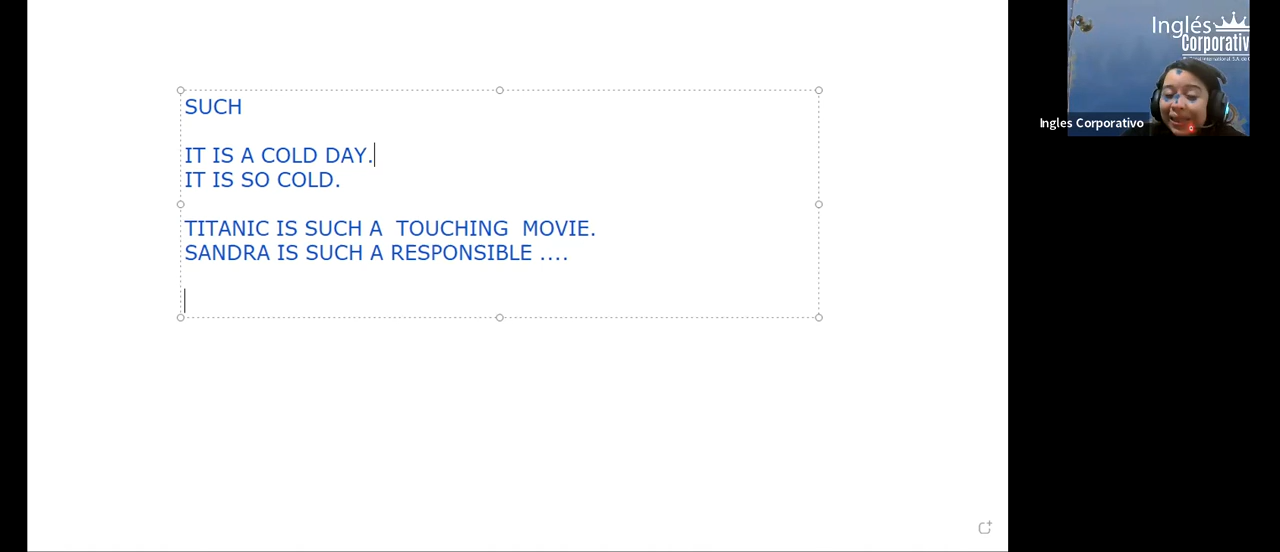 SUCH
IT IS A COLD DAY.
IT IS SO COLD.
TITANIC IS SUCH A  TOUCHING  MOVIE.
SANDRA IS SUCH A RESPONSIBLE ....
Inglés
Corporativ
Ingles Corporativo